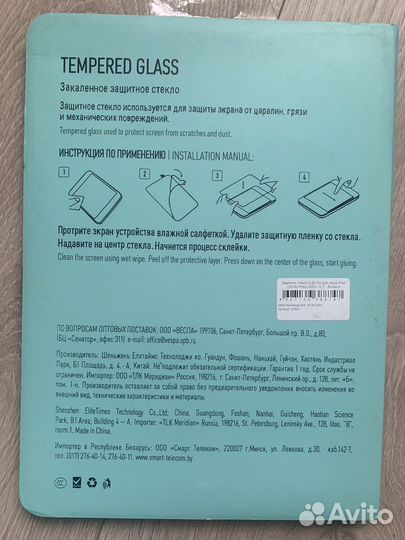 TEMPERED GLASS
Закаленное защитное стекло
Защитное стекло используется для защиты экрана от царапин, грязи
и механических повреждений.
Tempered glass used to protect screen from scratches and dust.
ИНСТРУКЦИЯ ПО ПРИМЕНЕНИЮ | INSTALLATION MANUAL:
1
2
3
4
Протрите экран устройства влажной салфеткой. Удалите защитную пленку со стекла.
Надавите на центр стекла. Начнется процесс склейки.
Clean the screen using wet wipe. Peel off the protective layer. Press down on the center of the glass, start gluing.
ПО ВОПРОСАМ ОПТОВЫХ ПОСТАВОК: ООО «ВЕСПА» 199106, Санкт-Петербург, Большой пр. В.О., д.80,
(БЦ «Сенатор», офис 311) e-mail: office@vespa.spb.ru
Производитель: Шеньжень Елитаймс Технолоджи ко. Гуандун, Фошань, Наньхай, Гуйчэн, Хаотянь Индастриал
Парк, Б1 Площадь, д. 4.- А, Китай. Не подлежит обязательной сертификации. Гарантия 1 год. Срок службы не
ограничен. Импортер: ООО «ТЛК Меридиан» Россия, 198216, г. Санкт-Петербург, Ленинский пр., д. 128, лит. «Б»,
пом. 1-н. Производитель оставляет за собой право без предварительного уведомления вносить изменения во
внешний вид, технические характеристики и материалы.
Shenzhen EliteTimes Technology Co.,Ltd; China, Guangdong, Foshan, Nanhai, Guicheng, Haotian Science
Park, B1 Area, Building 4 – A. Importer: «TLK Meridian» Russia, 198216, St. Petersburg, Leninsky Ave., 128, litas. "B",
room 1. Made in China.
Импортер в Республику Беларусь: ООО «Смарт Телеком», 220007 г.Минск, ул. Левкова, д.30, каб.142-7,
тел. (017) 276-40-14, 276-40-11. www.smart-telecom.by
Avito